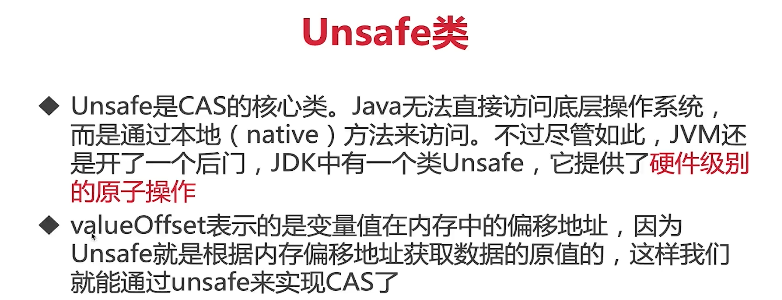 Unsafe类
◆ Unsafe是CAS的核心类。Java无法直接访问底层操作系统，
而是通过本地（native）方法来访问。不过尽管如此，JVM还
是开了一个后门，JDK中有一个类Unsafe，它提供了硬件级别
的原子操作
◆ valueOffset表示的是变量值在内存中的偏移地址，因为
Unsafe就是根据内存偏移地址获取数据的原值的，这样我们
就能通过unsafe来实现CAS了